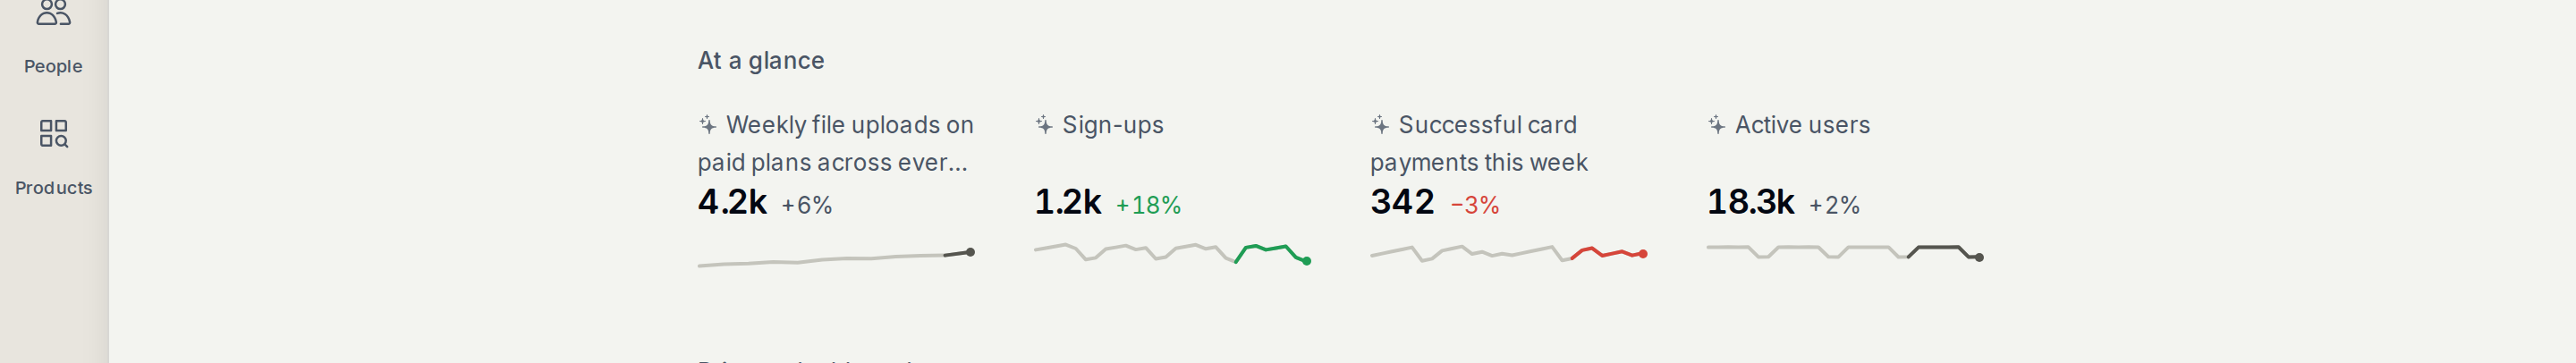 People
Products
At a glance
Weekly file uploads on
paid plans across ever...
4.2k +6%
Sign-ups
1.2k +18%
Successful card
payments this week
342 −3%
Active users
18.3k +2%